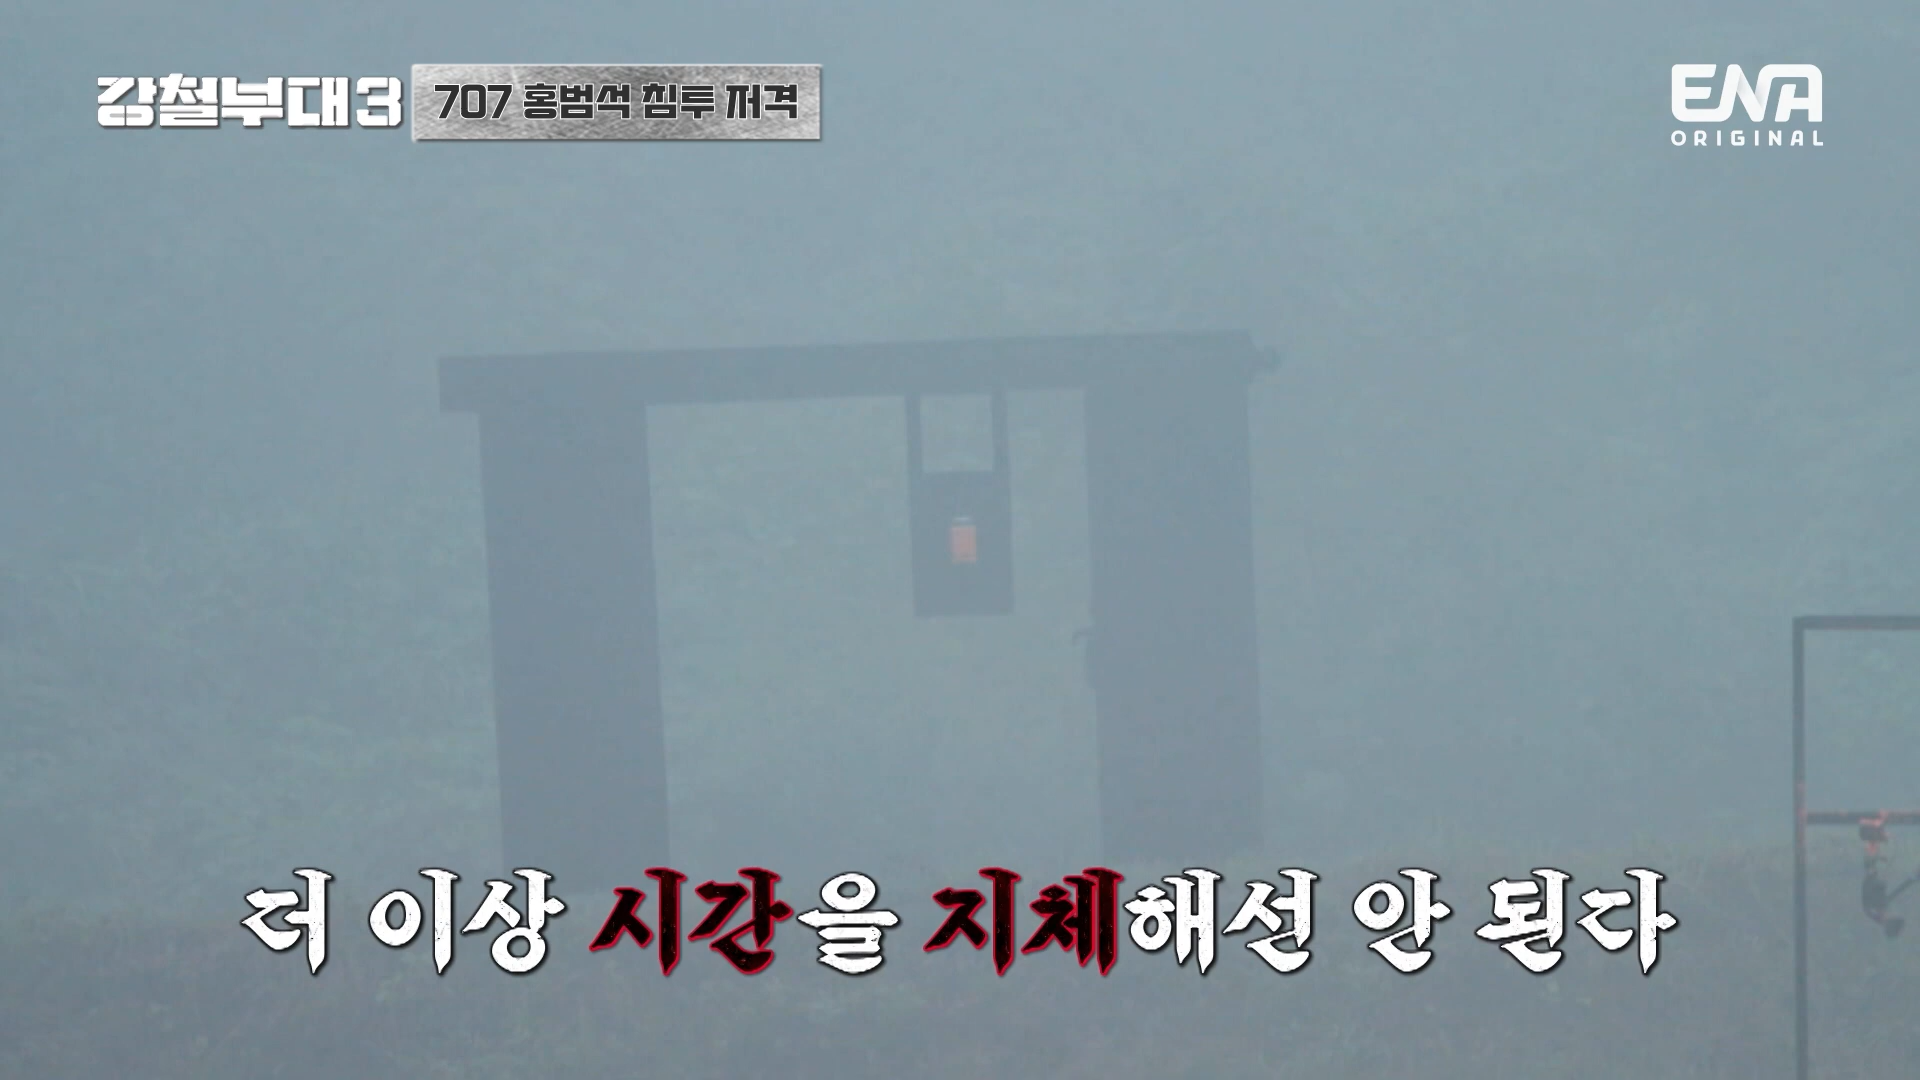 강철부대3
707 홍범석 침투 저격
ENA
ORIGINAL
더 이상 시간을 지체해선 안 된다